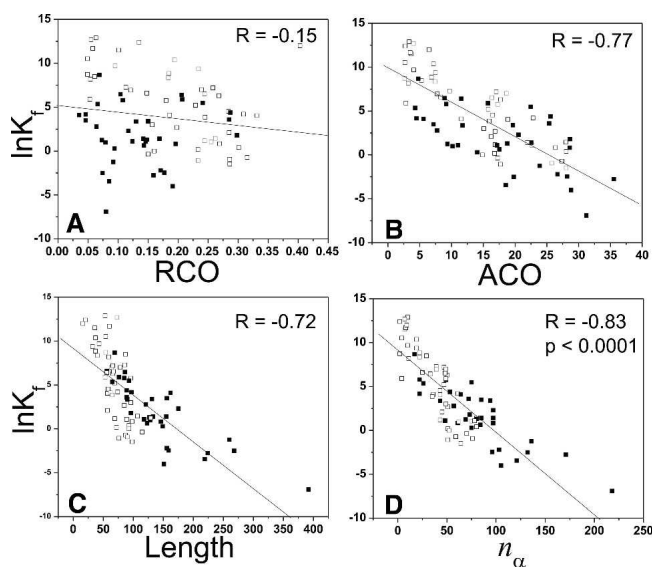 R = -0.15
lnKf
15
10
5
0
-5
-10
A
0.00 0.05 0.10 0.15 0.20 0.25 0.30 0.35 0.40 0.45
RCO
R = -0.77
15
10
5
0
-5
-10
B
0 5 10 15 20 25 30 35 40
ACO
R = -0.72
lnKf
15
10
5
0
-5
-10
C
0 50 100 150 200 250 300 350 400
Length
R = -0.83
p < 0.0001
15
10
5
0
-5
-10
D
0 50 100 150 200 250
nα